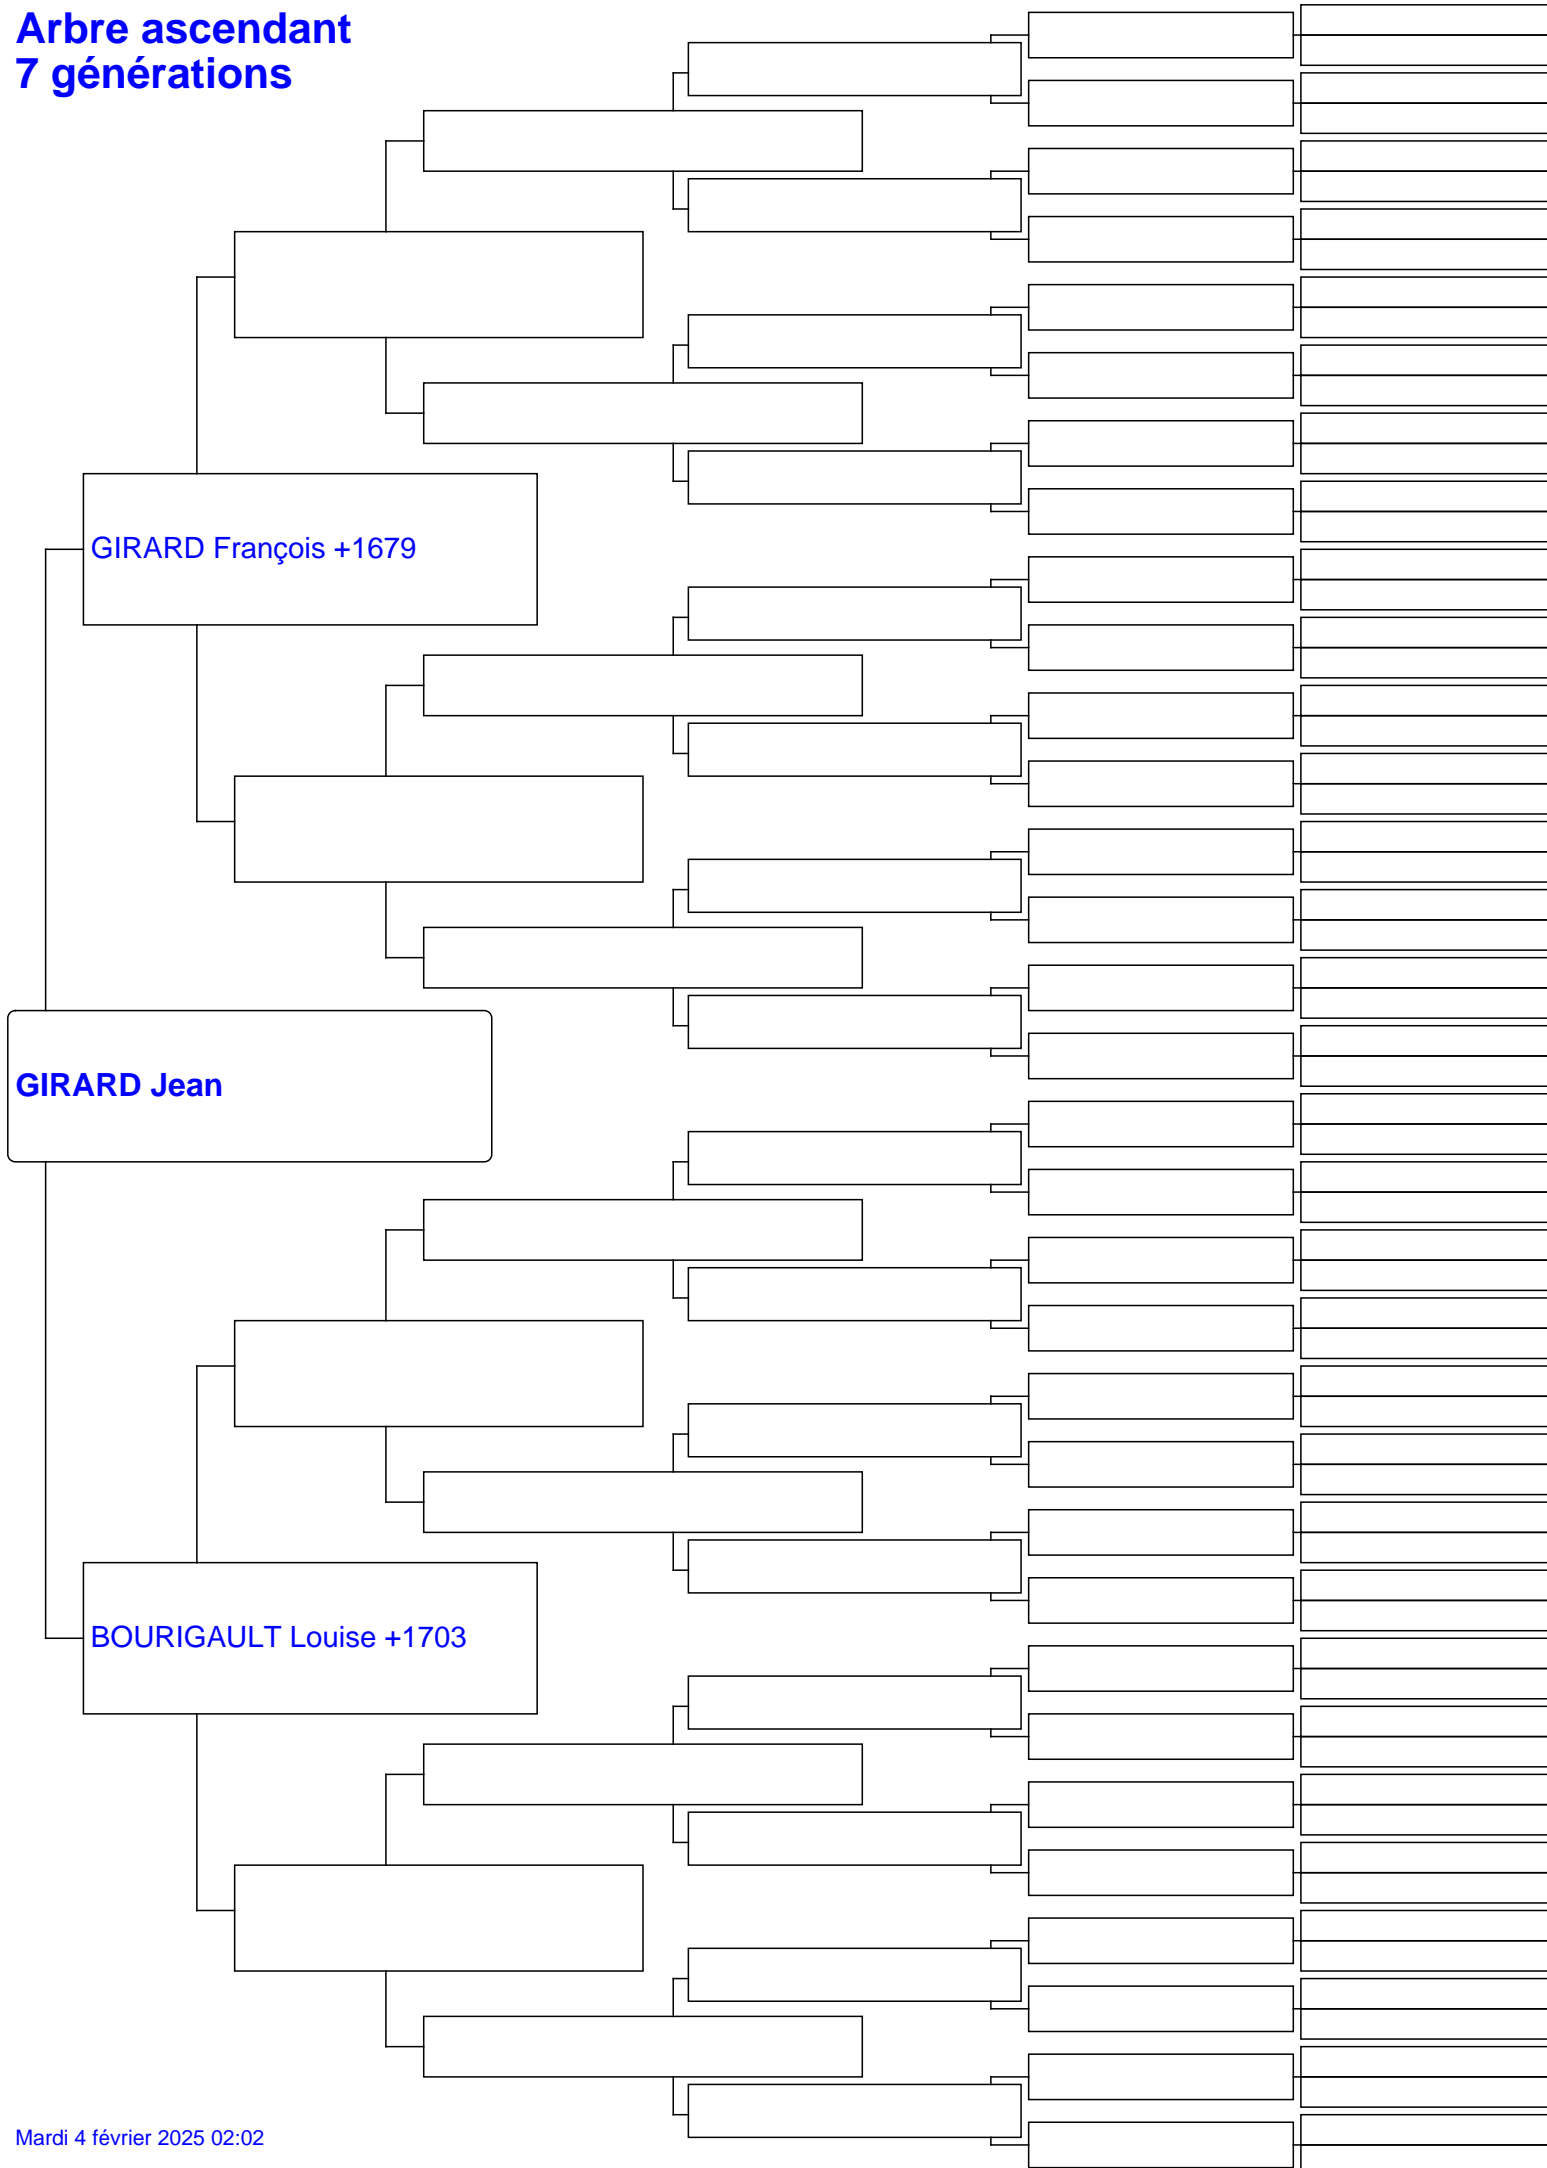 Arbre ascendant
7 générations
GIRARD François +1679
GIRARD Jean
BOURIGAULT Louise +1703
Mardi 4 février 2025 02:02